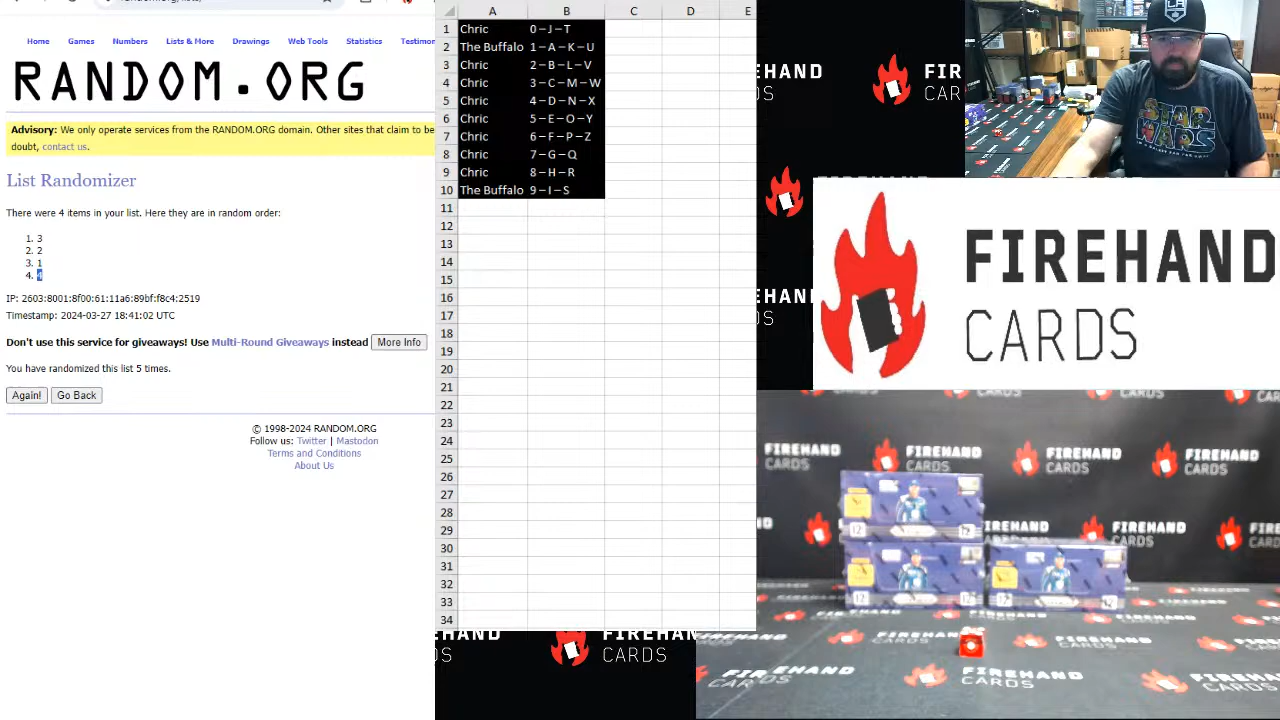 Home Games Numbers Lists & More Drawings Web Tools Statistics
RANDOM.ORG
Advisory: We only operate services from the RANDOM.ORG domain. Other sites that claim to be
doubt, contact us.
List Randomizer
There were 4 items in your list. Here they are in random order:
1. 3
2. 2
3. 1
4. 4
IP: 2603:8001:8f00:61:11a6:89bf:f8c4:2519
Timestamp: 2024-03-27 18:41:02 UTC
Don't use this service for giveaways! Use Multi-Round Giveaways instead More Info
You have randomized this list 5 times.
Again! Go Back
© 1998-2024 RANDOM.ORG
Follow us: Twitter | Mastodon
Terms and Conditions
About Us
A B C D E
1 Chric 0-J-T
2 The Buffalo 1-A-K-U
3 Chric 2-B-L-V
4 Chric 3-C-M-W
5 Chric 4-D-N-X
6 Chric 5-E-O-Y
7 Chric 6-F-P-Z
8 Chric 7-G-Q
9 Chric 8-H-R
10 The Buffalo 9-I-S
11
12
13
14
15
16
17
18
19
20
21
22
23
24
25
26
27
28
29
30
31
32
33
34
STAR
WARS
FIREHAND
CARDS
FIREHAND
CARDS
FIREHAND
CARDS